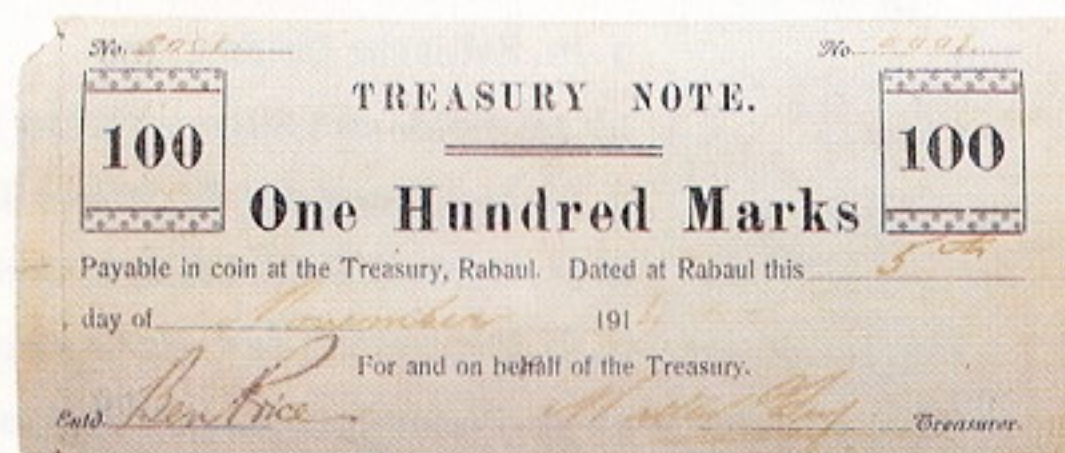 No. No.
TREASURY NOTE.
100 100
One Hundred Marks
Payable in coin at the Treasury, Rabaul. Dated at Rabaul this 5th
day of November 191
For and on behalf of the Treasury.
Entd. Ben Price Treasurer.